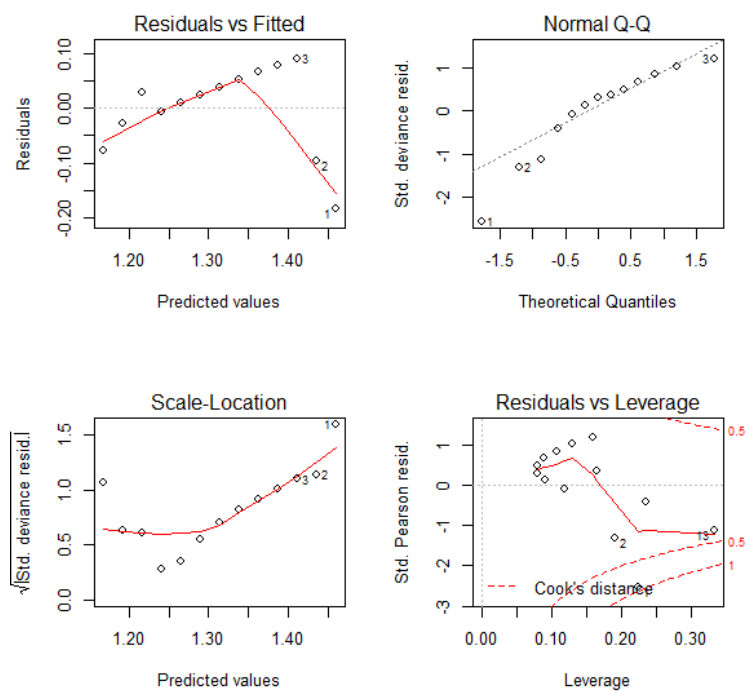 Residuals vs Fitted
Residuals
0.10
0.00
-0.10
-0.20
3
2
1
1.20 1.30 1.40
Predicted values
Normal Q-Q
Std. deviance resid.
1
0
-1
-2
3
2
1
-1.5 -0.5 0.5 1.5
Theoretical Quantiles
Scale-Location
√|Std. deviance resid.|
1.5
1.0
0.5
0.0
1
3
2
1.20 1.30 1.40
Predicted values
Residuals vs Leverage
Std. Pearson resid.
1
0
-1
-2
-3
0.5
0.5
1
2
13
1
Cook's distance
0.00 0.10 0.20 0.30
Leverage